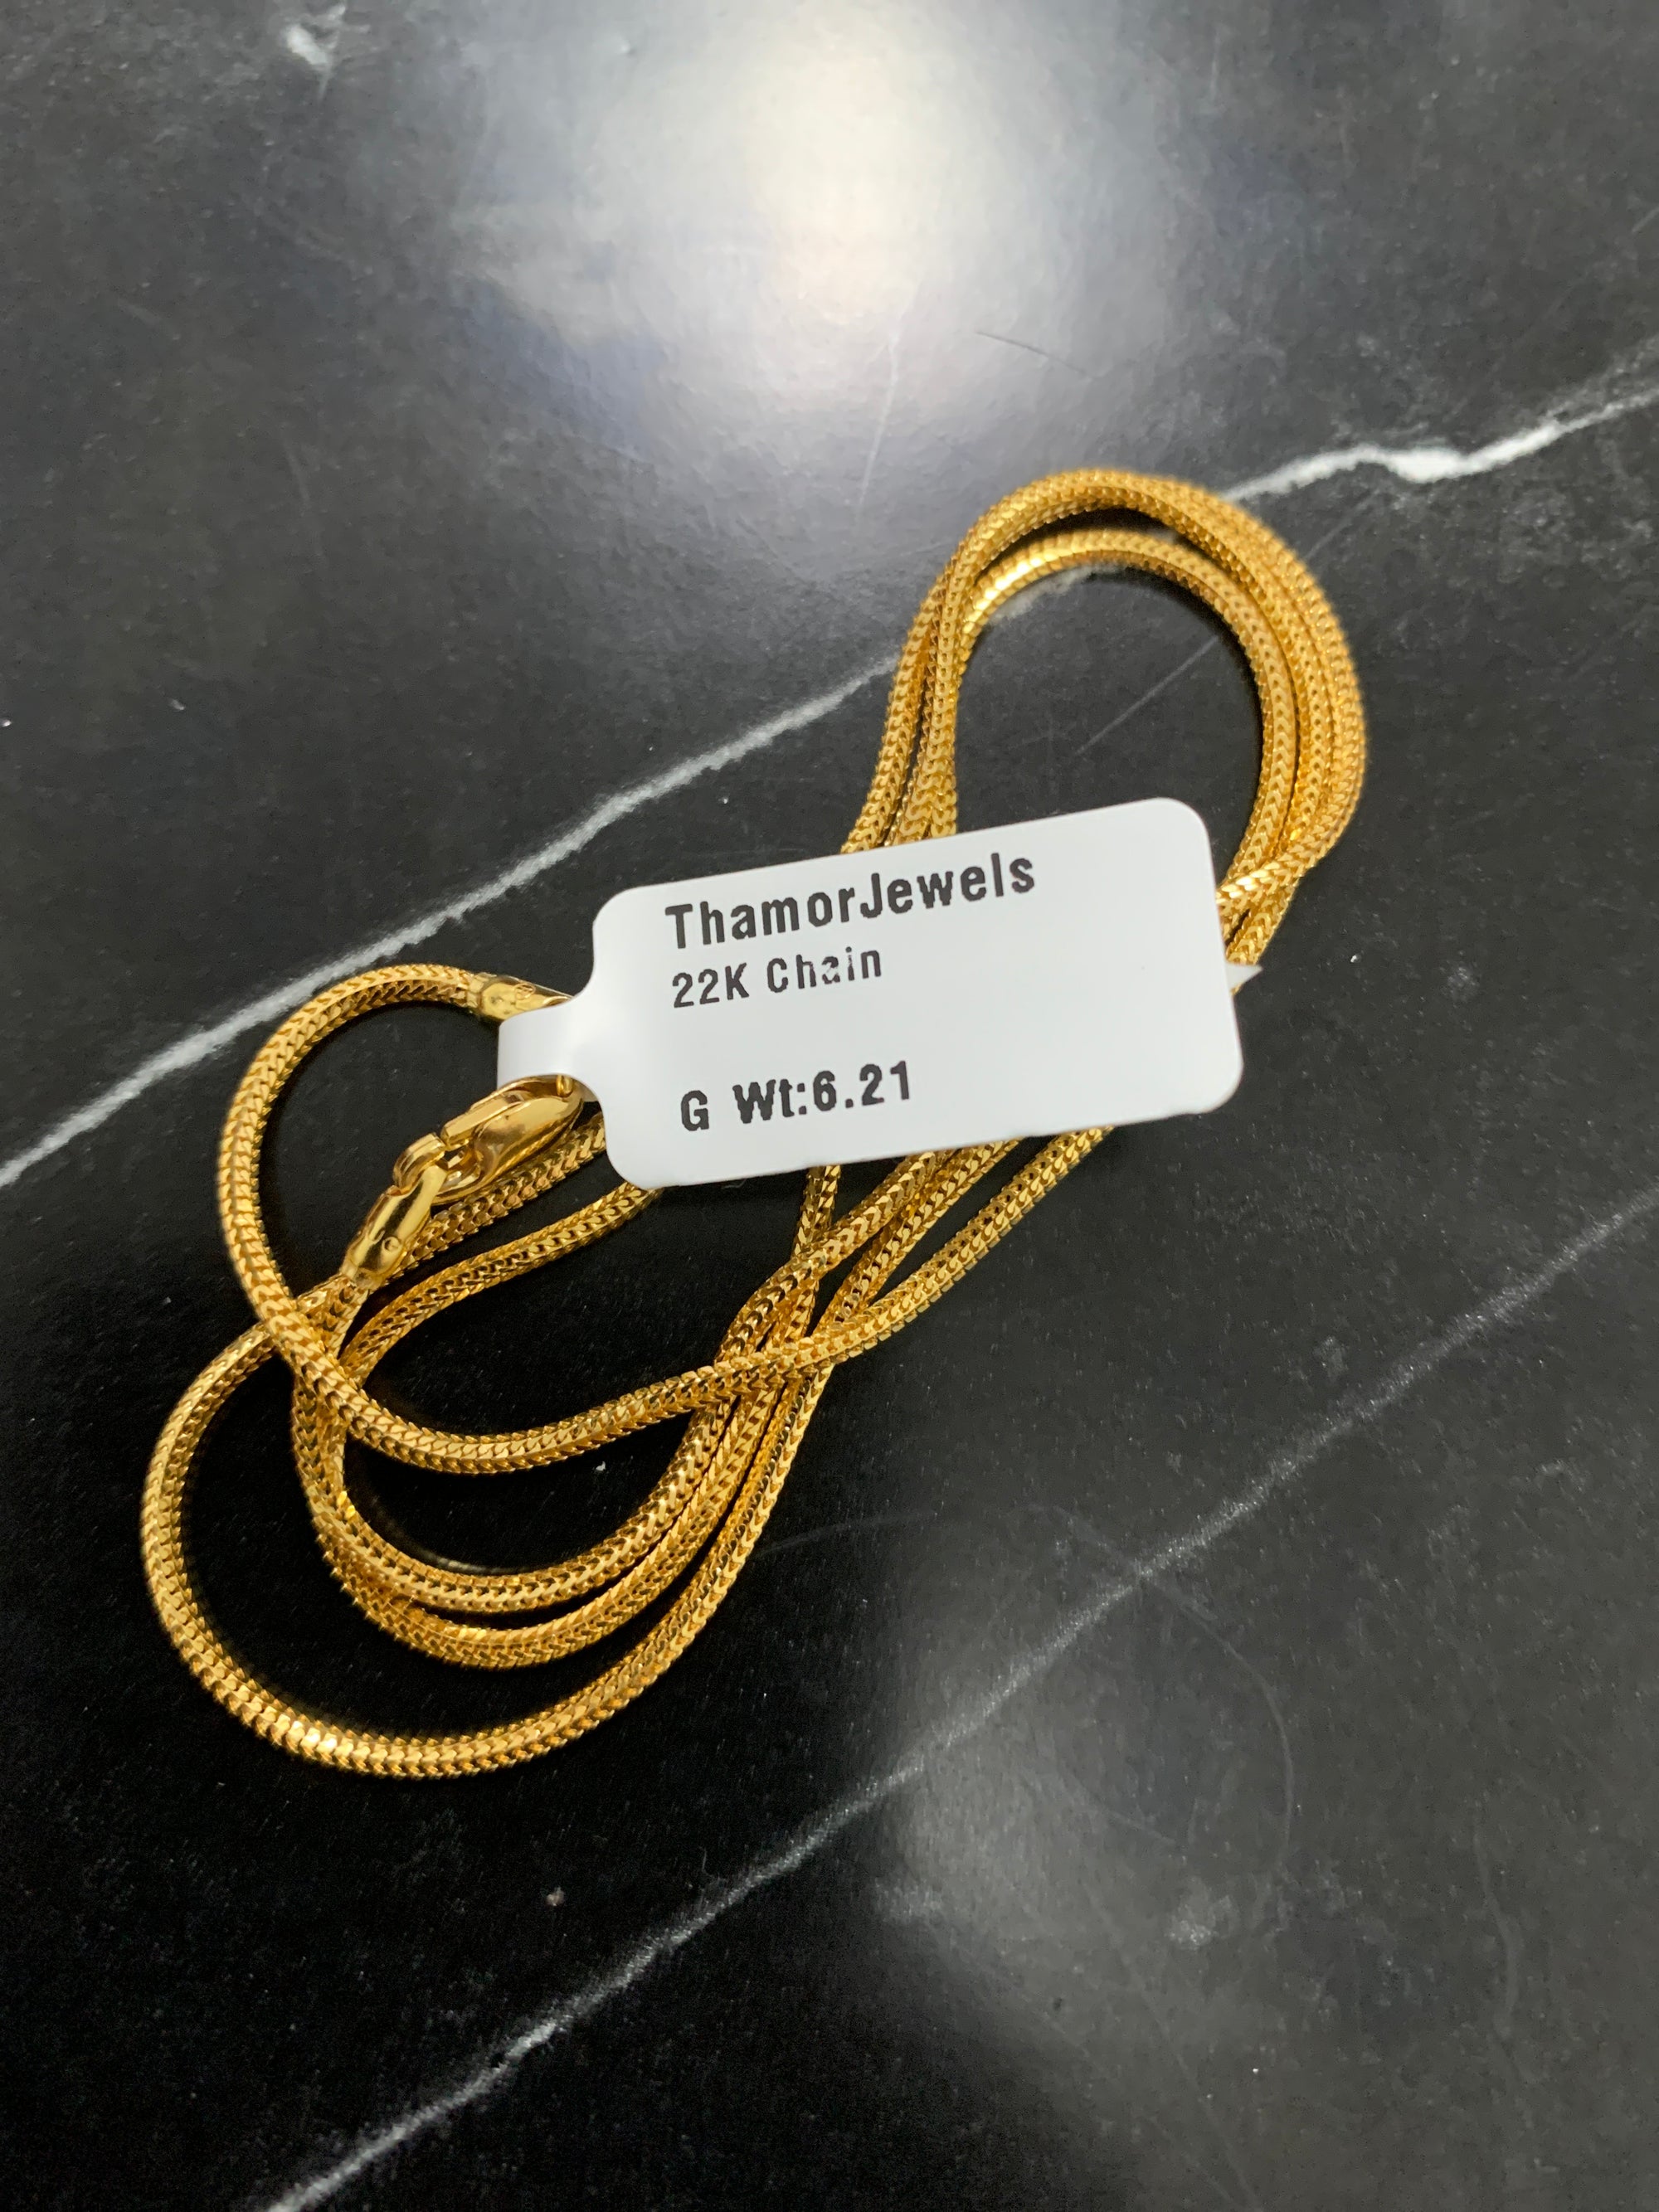 ThamorJewels
22K Chain
G Wt:6.21